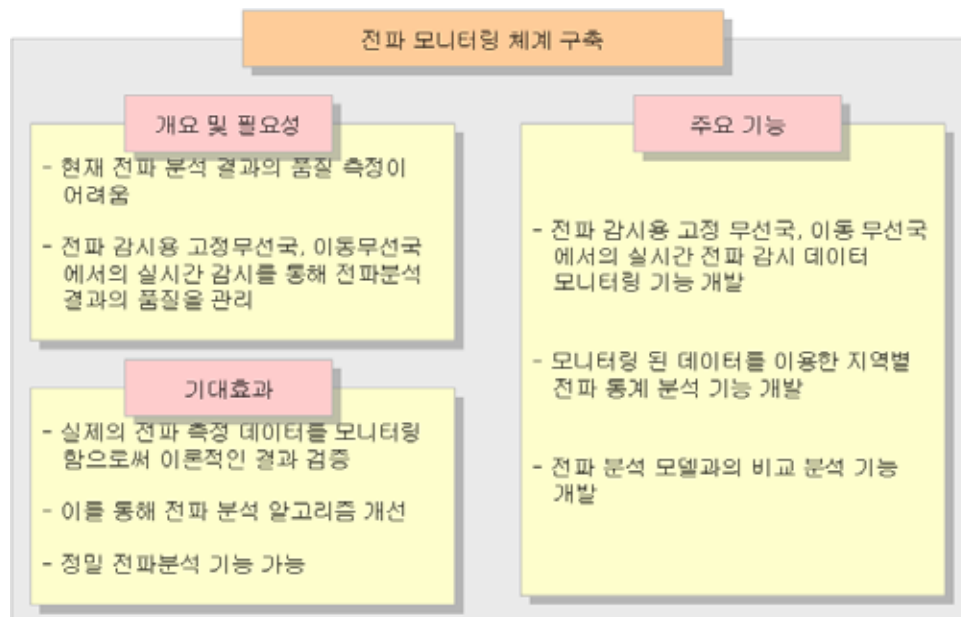 전파 모니터링 체계 구축
개요 및 필요성
- 현재 전파 분석 결과의 품질 측정이
어려움
- 전파 감시용 고정무선국, 이동무선국
에서의 실시간 감시를 통해 전파분석
결과의 품질을 관리
기대효과
- 실제의 전파 측정 데이터를 모니터링
함으로써 이론적인 결과 검증
- 이를 통해 전파 분석 알고리즘 개선
- 정밀 전파분석 기능 가능
주요 기능
- 전파 감시용 고정 무선국, 이동 무선국
에서의 실시간 전파 감시 데이터
모니터링 기능 개발
- 모니터링 된 데이터를 이용한 지역별
전파 통계 분석 기능 개발
- 전파 분석 모델과의 비교 분석 기능
개발